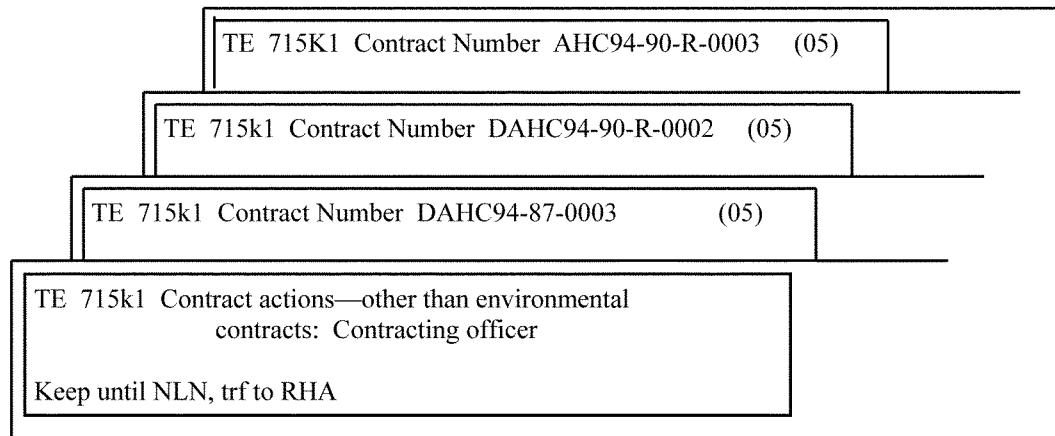 TE 715K1 Contract Number AHC94-90-R-0003 (05)
TE 715k1 Contract Number DAHC94-90-R-0002 (05)
TE 715k1 Contract Number DAHC94-87-0003 (05)
TE 715k1 Contract actions—other than environmental
contracts: Contracting officer
Keep until NLN, trf to RHA